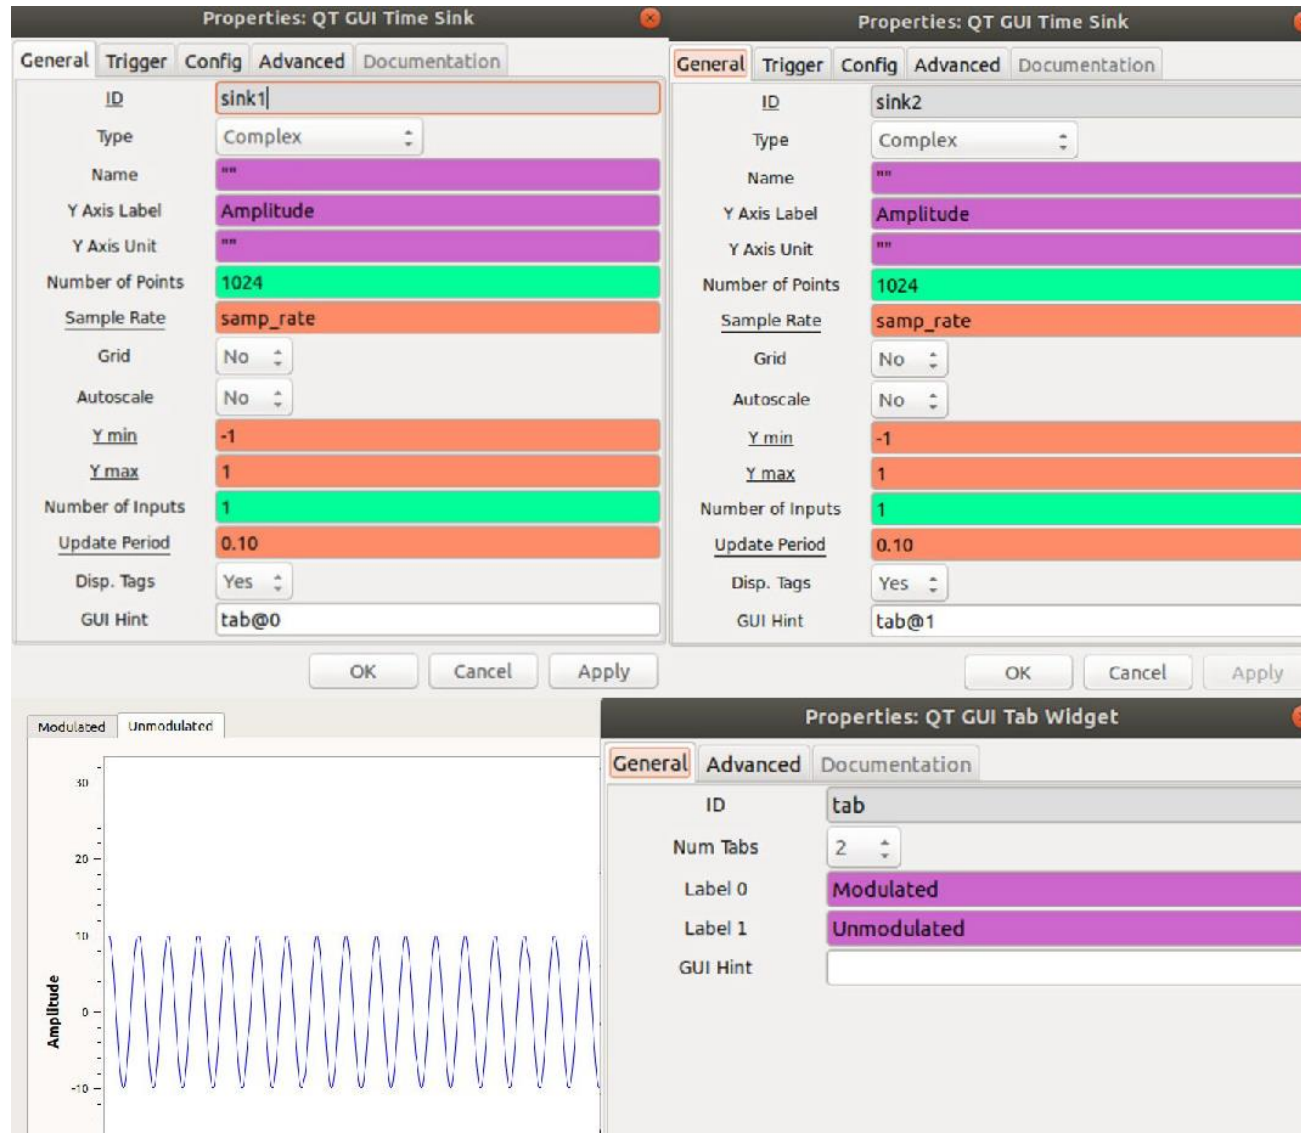 Properties: QT GUI Time Sink
General Trigger Config Advanced Documentation
ID sink1
Type Complex
Name ""
Y Axis Label Amplitude
Y Axis Unit ""
Number of Points 1024
Sample Rate samp_rate
Grid No
Autoscale No
Y min -1
Y max 1
Number of Inputs 1
Update Period 0.10
Disp. Tags Yes
GUI Hint tab@0
OK Cancel Apply
Properties: QT GUI Time Sink
General Trigger Config Advanced Documentation
ID sink2
Type Complex
Name ""
Y Axis Label Amplitude
Y Axis Unit ""
Number of Points 1024
Sample Rate samp_rate
Grid No
Autoscale No
Y min -1
Y max 1
Number of Inputs 1
Update Period 0.10
Disp. Tags Yes
GUI Hint tab@1
OK Cancel Apply
Modulated Unmodulated
30
20
10
0
-10
Amplitude
Properties: QT GUI Tab Widget
General Advanced Documentation
ID tab
Num Tabs 2
Label 0 Modulated
Label 1 Unmodulated
GUI Hint